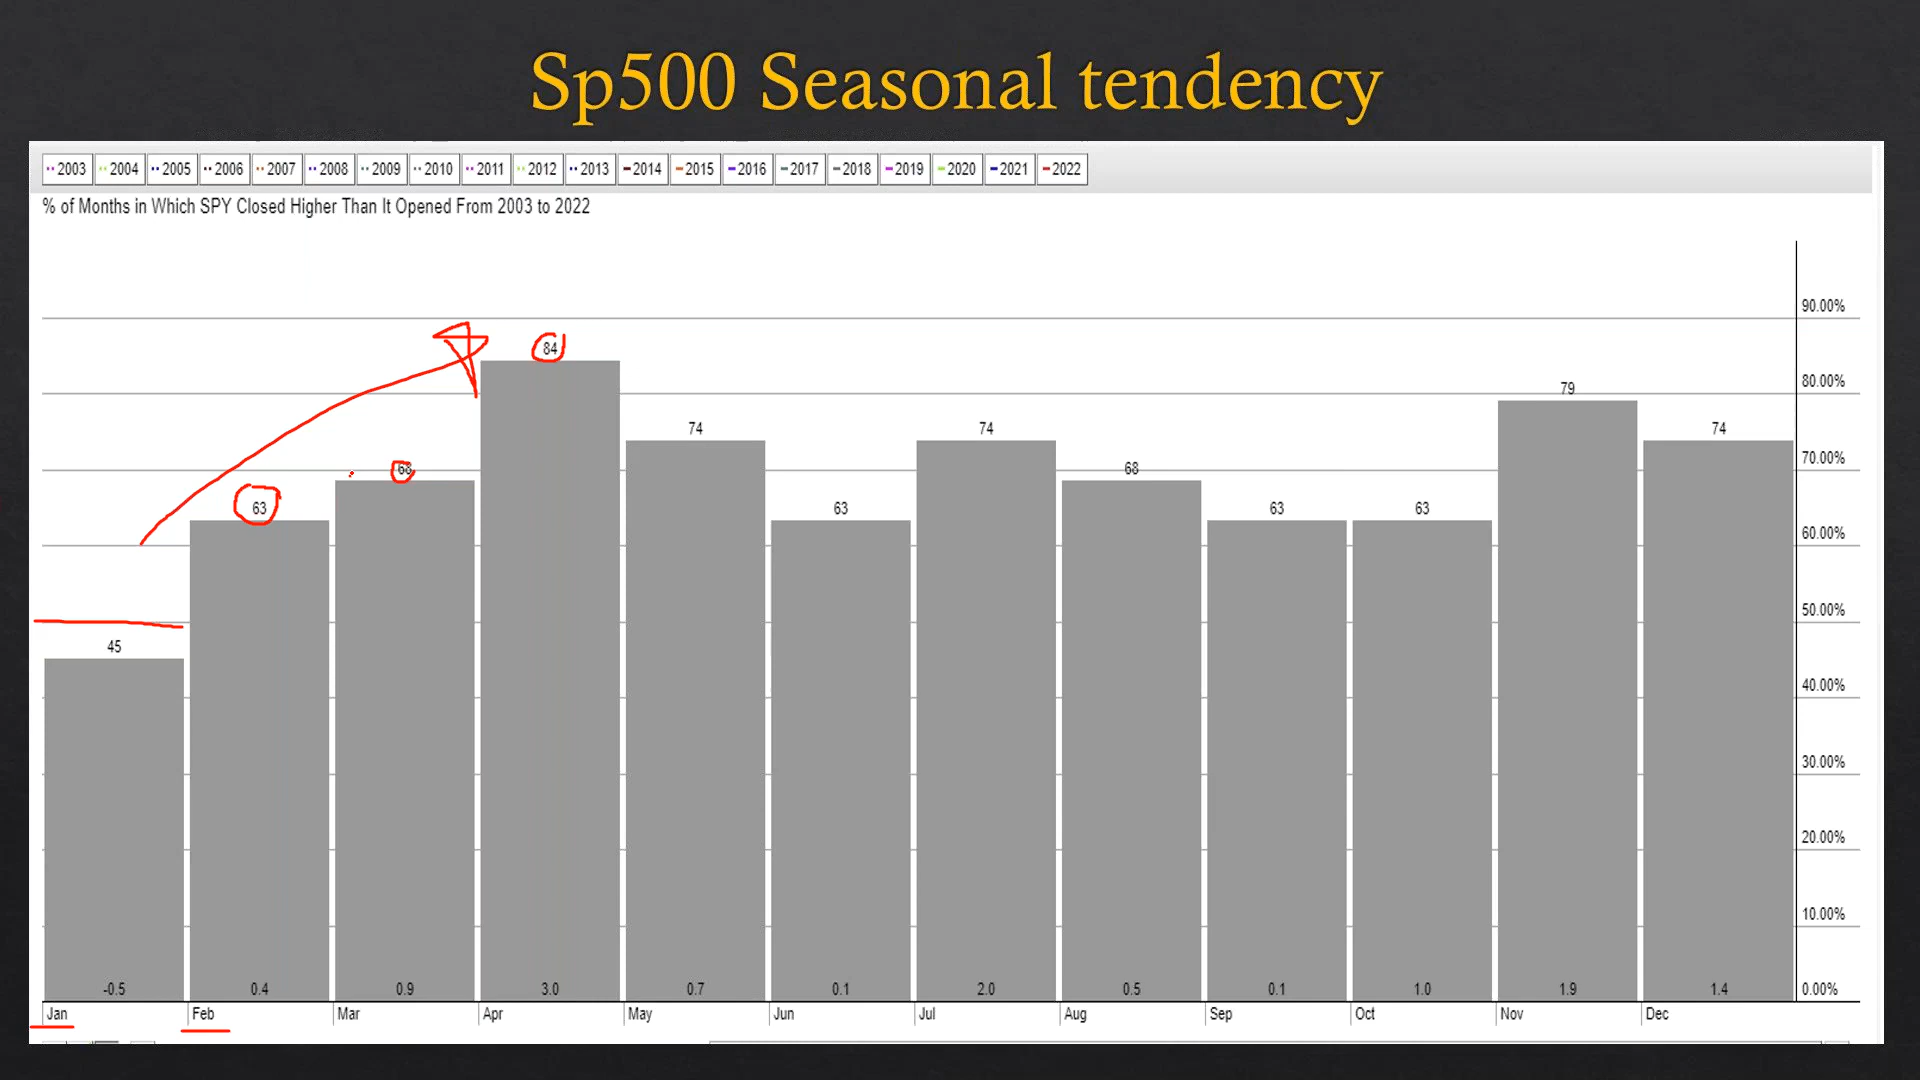 Sp500 Seasonal tendency
2003 2004 2005 2006 2007 2008 2009 2010 2011 2012 2013 2014 2015 2016 2017 2018 2019 2020 2021 2022
% of Months in Which SPY Closed Higher Than It Opened From 2003 to 2022
90.00%
84
80.00%
79
74 74 74
70.00%
68 68
63 63 63 63
60.00%
50.00%
45
40.00%
30.00%
20.00%
10.00%
-0.5 0.4 0.9 3.0 0.7 0.1 2.0 0.5 0.1 1.0 1.9 1.4 0.00%
Jan Feb Mar Apr May Jun Jul Aug Sep Oct Nov Dec